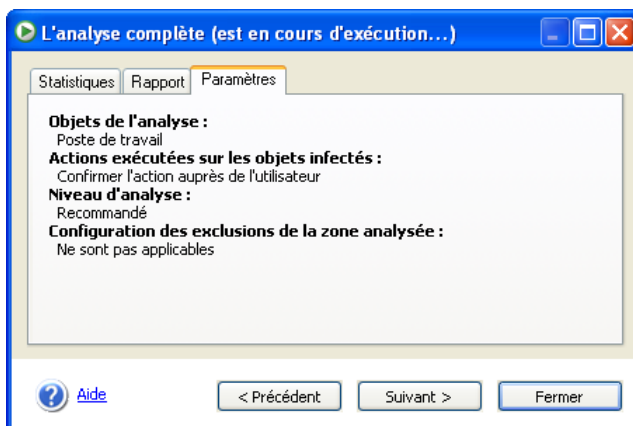 L'analyse complète (est en cours d'exécution...)
Statistiques Rapport Paramètres
Objets de l'analyse :
Poste de travail
Actions exécutées sur les objets infectés :
Confirmer l'action auprès de l'utilisateur
Niveau d'analyse :
Recommandé
Configuration des exclusions de la zone analysée :
Ne sont pas applicables
Aide < Précédent Suivant > Fermer